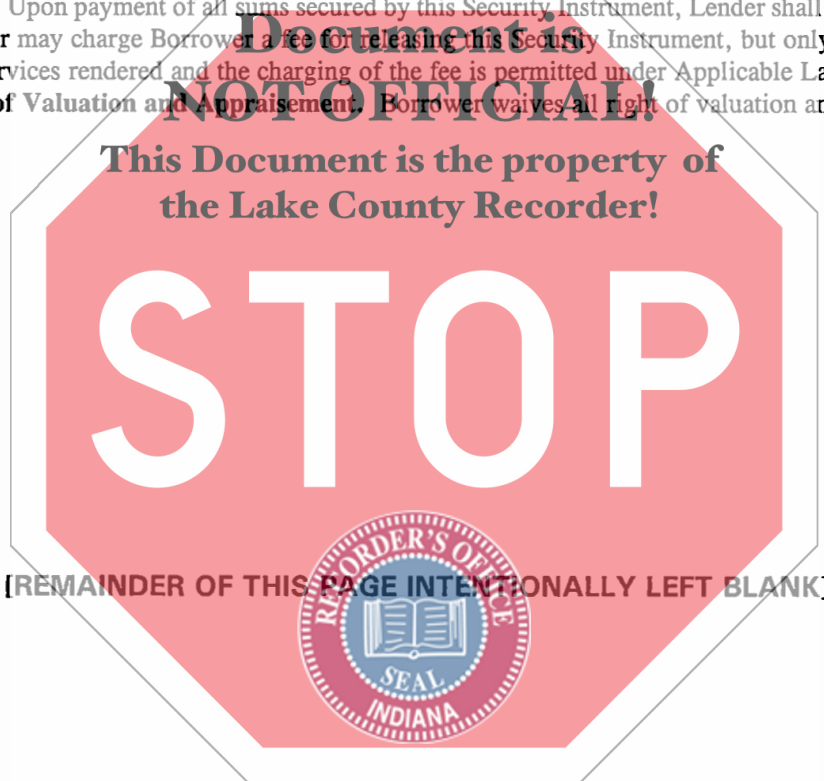 Upon payment of all sums secured by this Security Instrument, Lender shall
r may charge Borrower a fee for releasing this Security Instrument, but only
rvices rendered and the charging of the fee is permitted under Applicable La
of Valuation and Appraisement. Borrower waives all right of valuation an
Document is
NOT OFFICIAL!
This Document is the property of
the Lake County Recorder!
STOP
[REMAINDER OF THIS PAGE INTENTIONALLY LEFT BLANK]
RECORDER'S OFFICE
SEAL
INDIANA